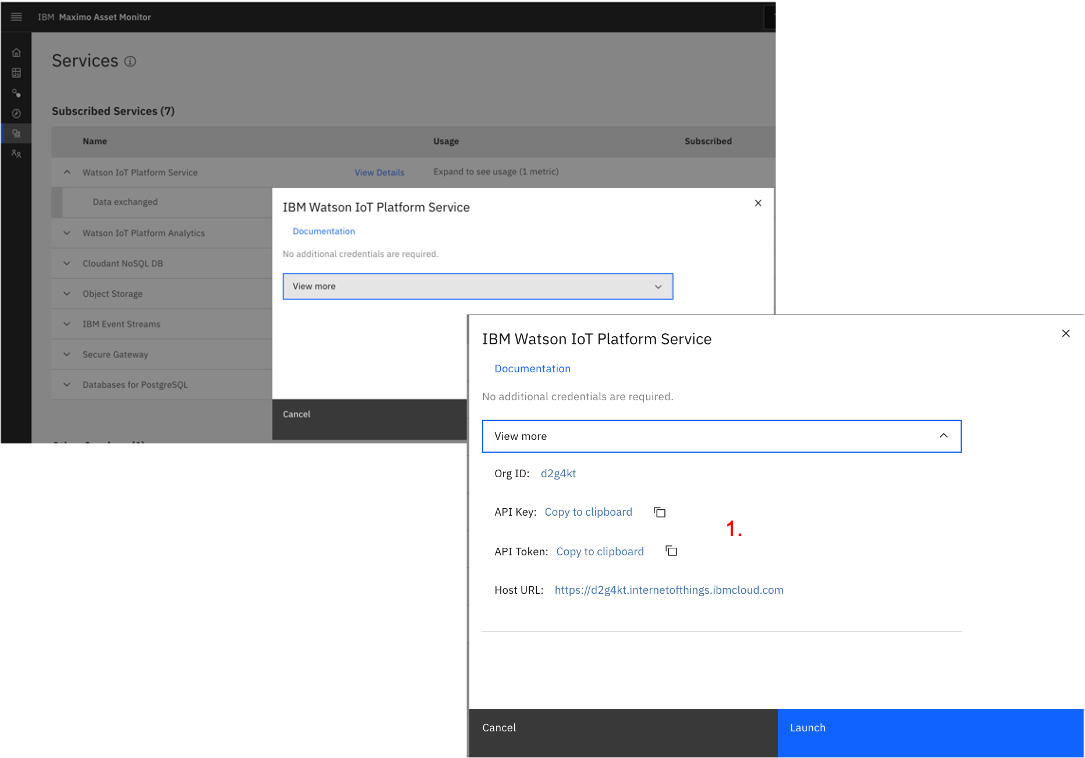 IBM Maximo Asset Monitor
Services
Subscribed Services (7)
Name Usage Subscribed
Watson IoT Platform Service View Details Expand to see usage (1 metric)
Data exchanged
Watson IoT Platform Analytics
Cloudant NoSQL DB
Object Storage
IBM Event Streams
Secure Gateway
Databases for PostgreSQL
IBM Watson IoT Platform Service
Documentation
No additional credentials are required.
View more
Cancel
IBM Watson IoT Platform Service
Documentation
No additional credentials are required.
View more
Org ID: d2g4kt
API Key: Copy to clipboard
1.
API Token: Copy to clipboard
Host URL: https://d2g4kt.internetofthings.ibmcloud.com
Cancel Launch